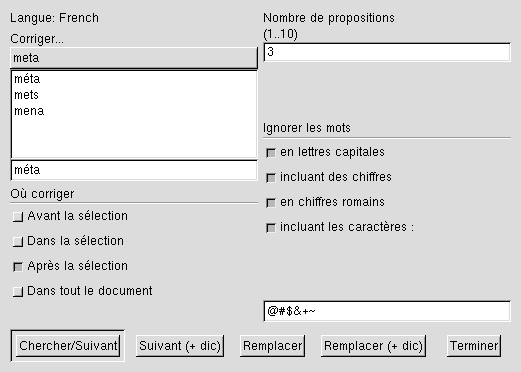 Langue: French
Corriger...
meta
méta
mets
mena
méta
Où corriger
Avant la sélection
Dans la sélection
Après la sélection
Dans tout le document
Nombre de propositions
(1..10)
3
Ignorer les mots
en lettres capitales
incluant des chiffres
en chiffres romains
incluant les caractères :
@#$&+~
Chercher/Suivant
Suivant (+ dic)
Remplacer
Remplacer (+ dic)
Terminer